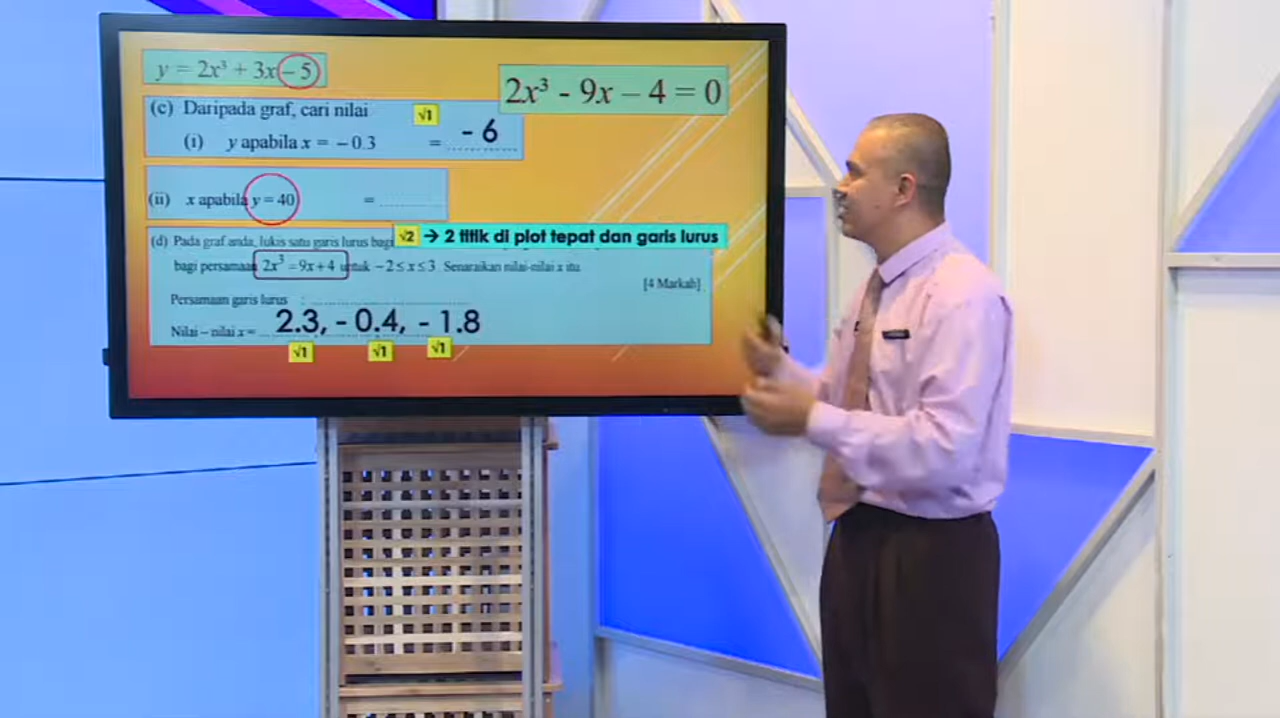 y = 2x³ + 3x – 5
2x³ - 9x – 4 = 0
(c) Daripada graf, cari nilai
√1
(i) y apabila x = – 0.3 = - 6
(ii) x apabila y = 40 = ............
(d) Pada graf anda, lukis satu garis lurus bagi
√2 → 2 titik di plot tepat dan garis lurus
bagi persamaan 2x³ = 9x + 4 untuk – 2 ≤ x ≤ 3. Senaraikan nilai-nilai x itu.
[4 Markah]
Persamaan garis lurus : ............
Nilai – nilai x = 2.3, - 0.4, - 1.8
√1 √1 √1